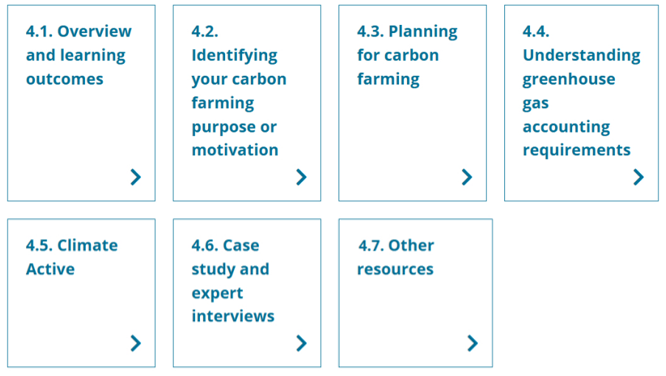 4.1. Overview
and learning
outcomes
4.2.
Identifying
your carbon
farming
purpose or
motivation
4.3. Planning
for carbon
farming
4.4.
Understanding
greenhouse
gas
accounting
requirements
4.5. Climate
Active
4.6. Case
study and
expert
interviews
4.7. Other
resources